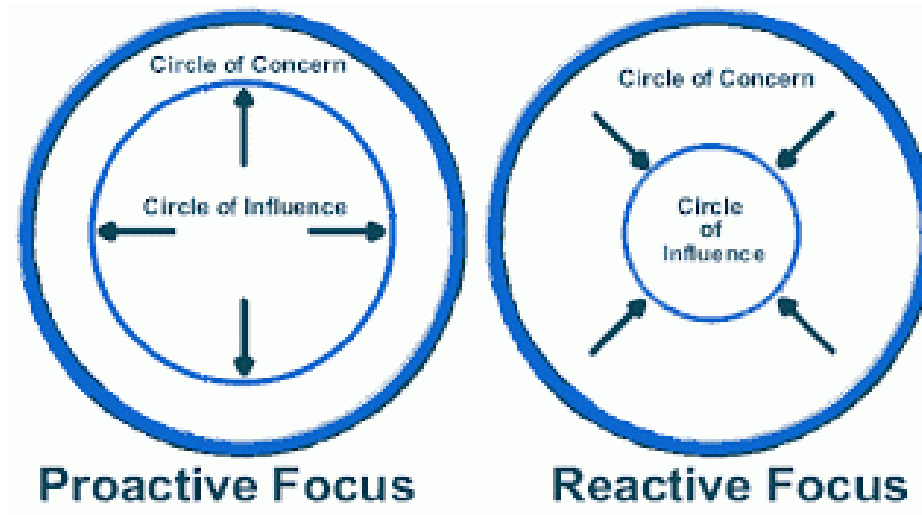 Circle of Concern
Circle of Influence
Proactive Focus
Circle of Concern
Circle
of
Influence
Reactive Focus